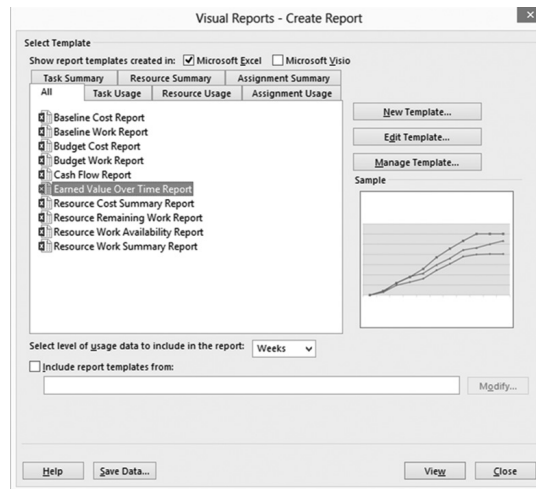 Visual Reports - Create Report
Select Template
Show report templates created in: Microsoft Excel Microsoft Visio
Task Summary Resource Summary Assignment Summary
All Task Usage Resource Usage Assignment Usage
Baseline Cost Report
Baseline Work Report
Budget Cost Report
Budget Work Report
Cash Flow Report
Earned Value Over Time Report
Resource Cost Summary Report
Resource Remaining Work Report
Resource Work Availability Report
Resource Work Summary Report
New Template...
Edit Template...
Manage Template...
Sample
Select level of usage data to include in the report: Weeks
Include report templates from:
Modify...
Help Save Data... View Close